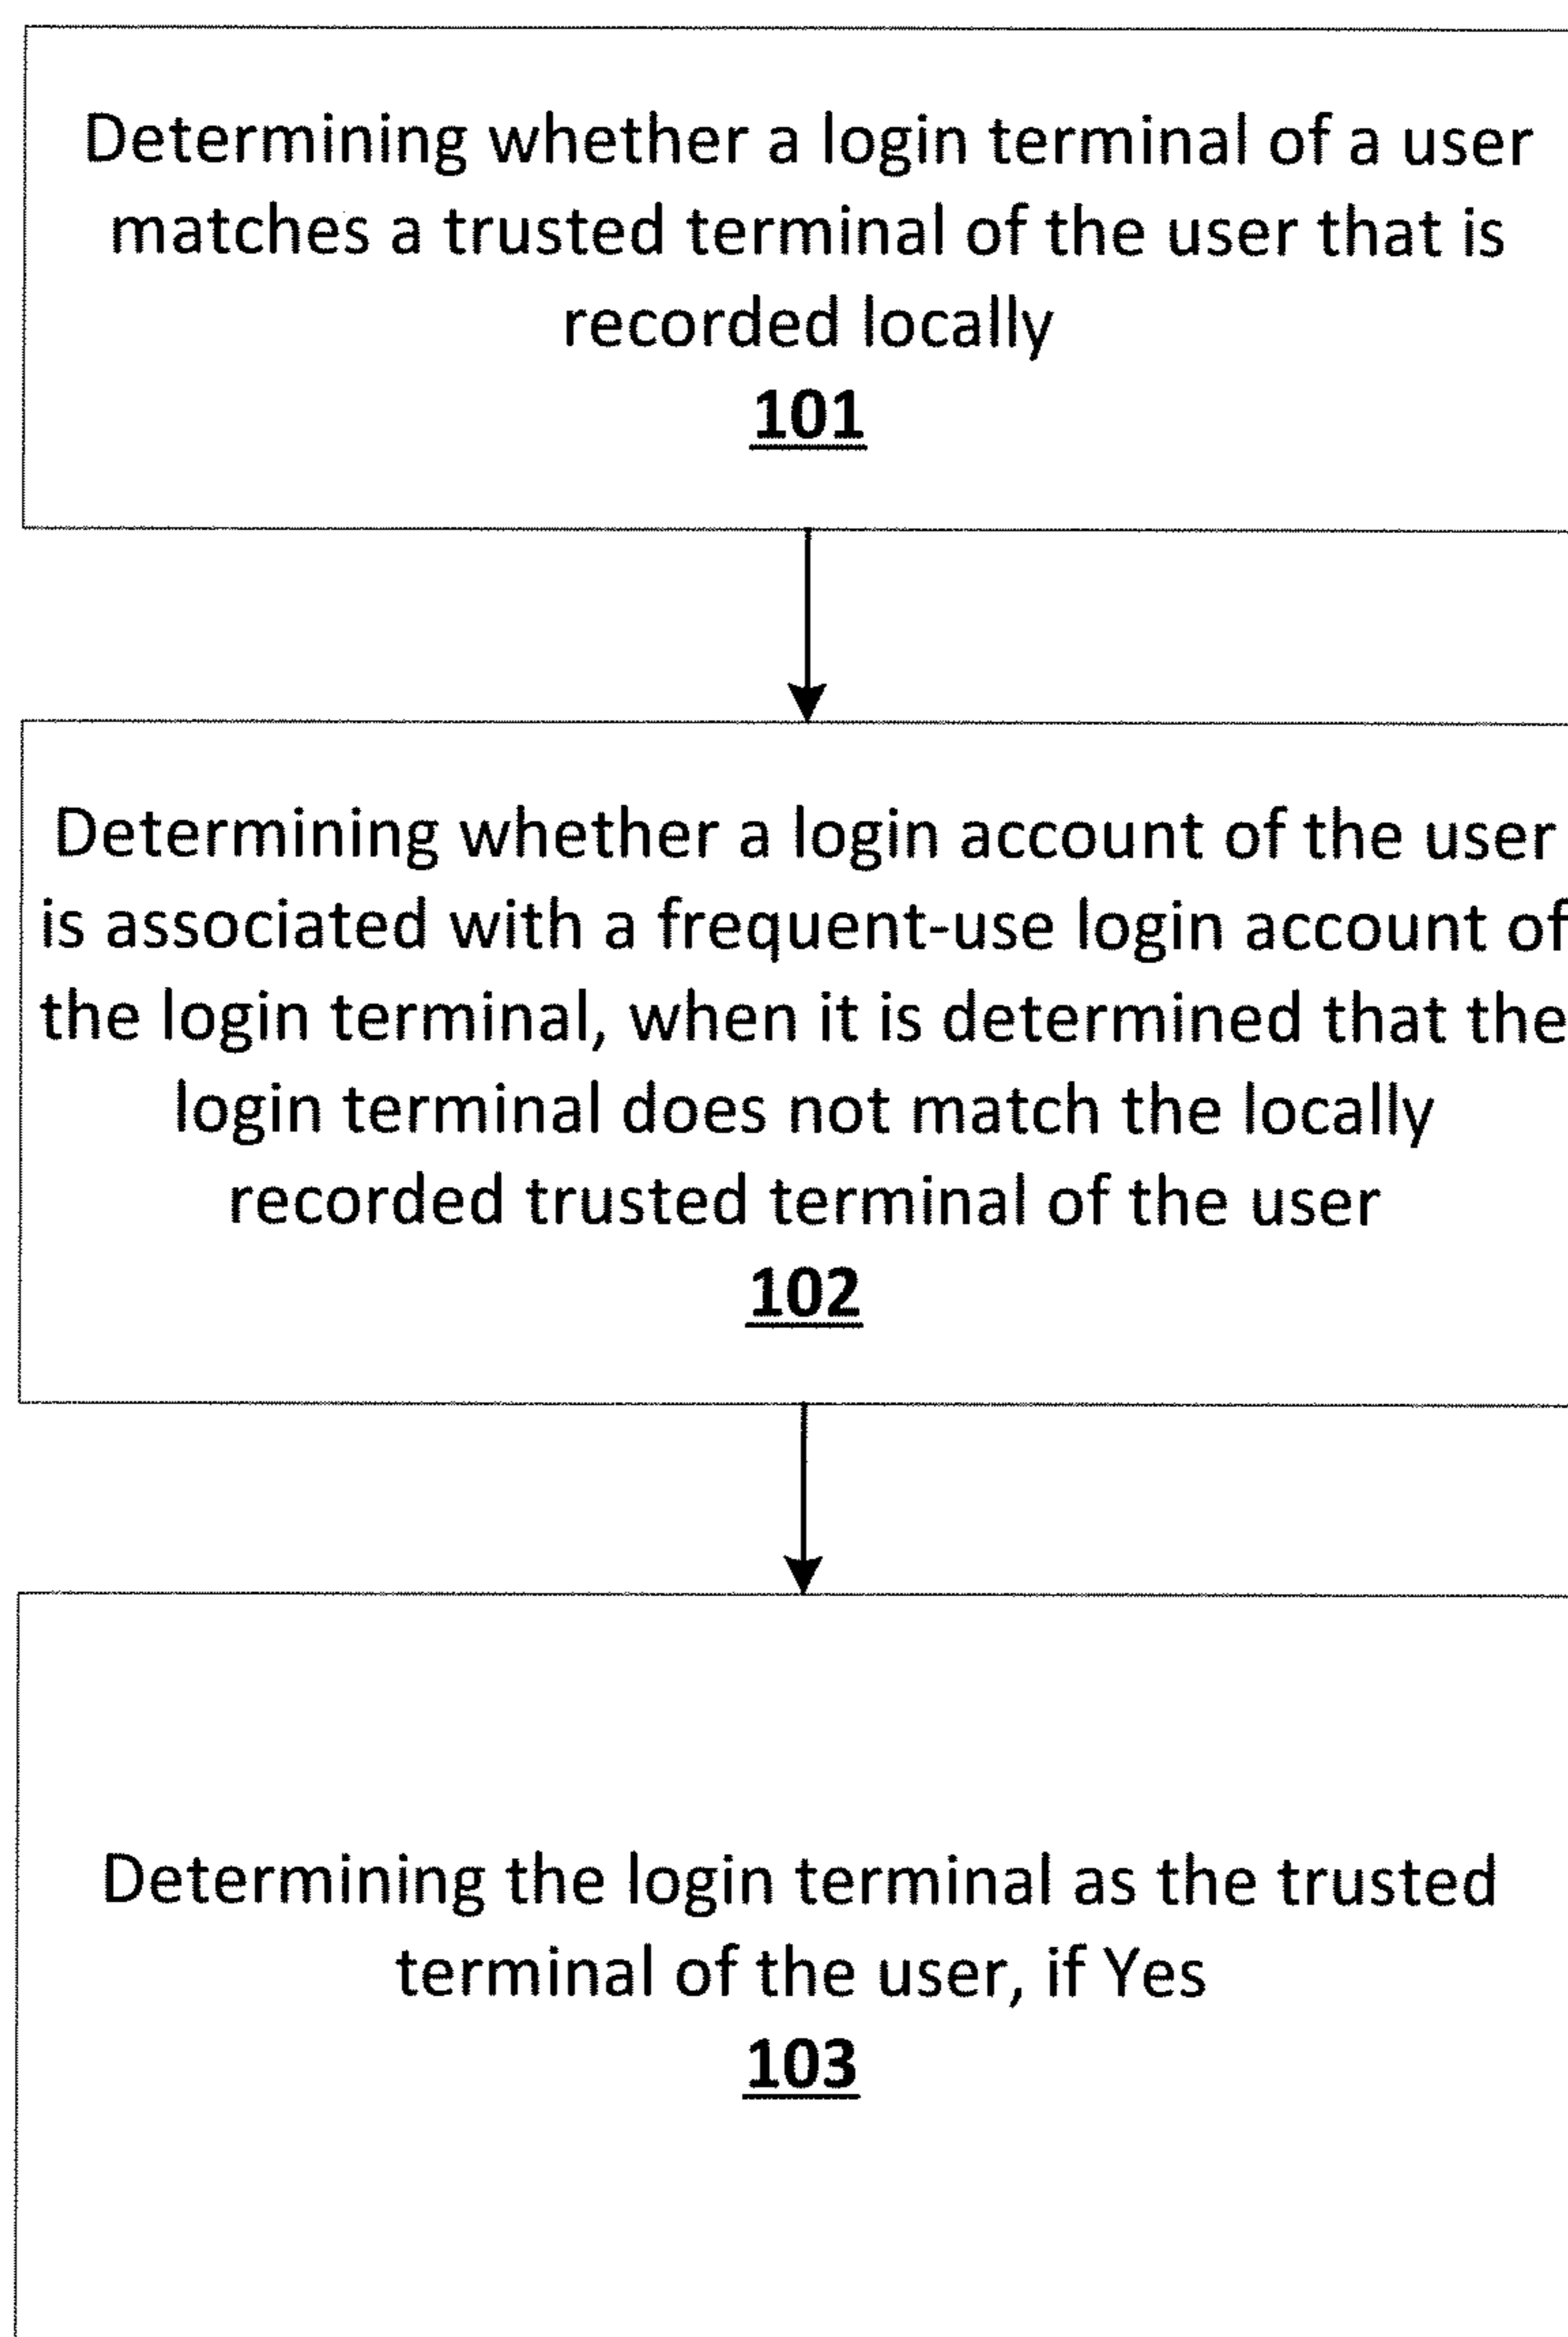 Determining whether a login terminal of a user
matches a trusted terminal of the user that is
recorded locally
101
Determining whether a login account of the user
is associated with a frequent-use login account of
the login terminal, when it is determined that the
login terminal does not match the locally
recorded trusted terminal of the user
102
Determining the login terminal as the trusted
terminal of the user, if Yes
103